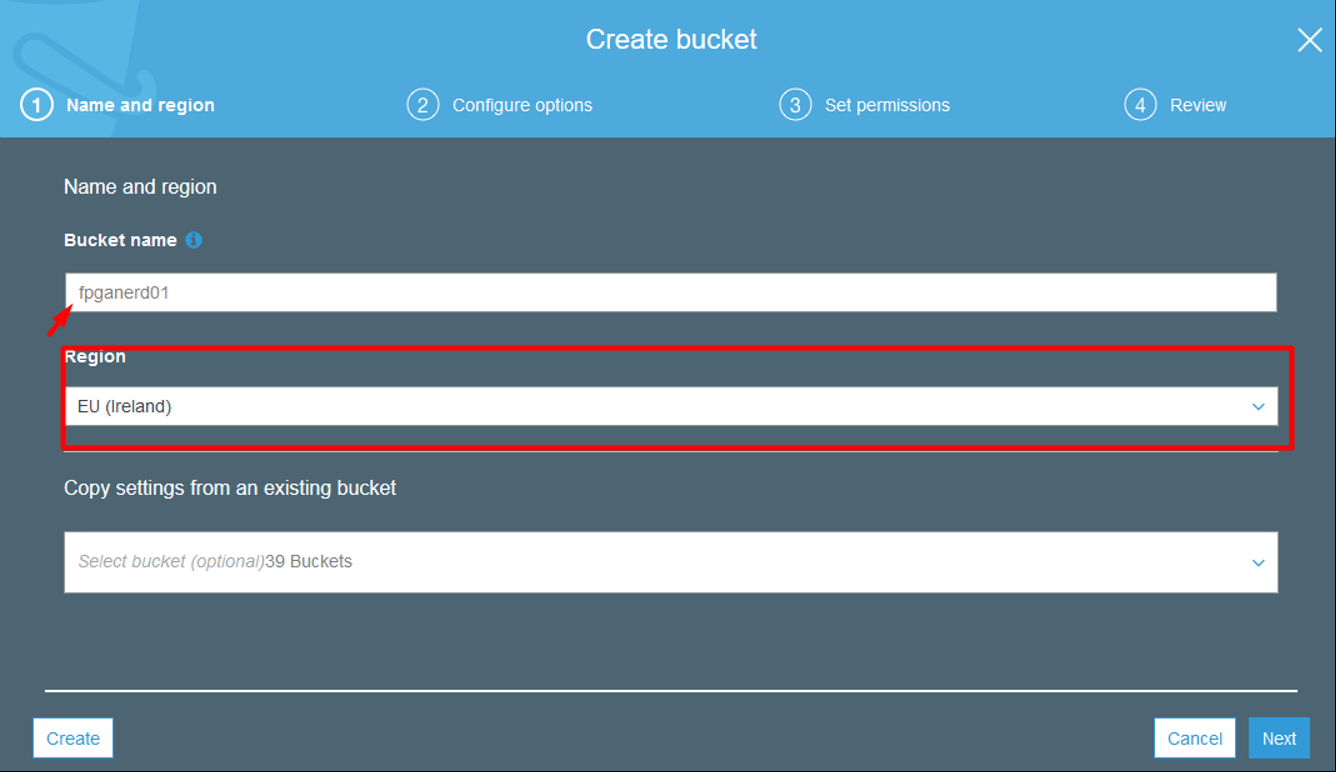 Create bucket
1 Name and region
2 Configure options
3 Set permissions
4 Review
Name and region
Bucket name
fpganerd01
Region
EU (Ireland)
Copy settings from an existing bucket
Select bucket (optional)39 Buckets
Create
Cancel
Next